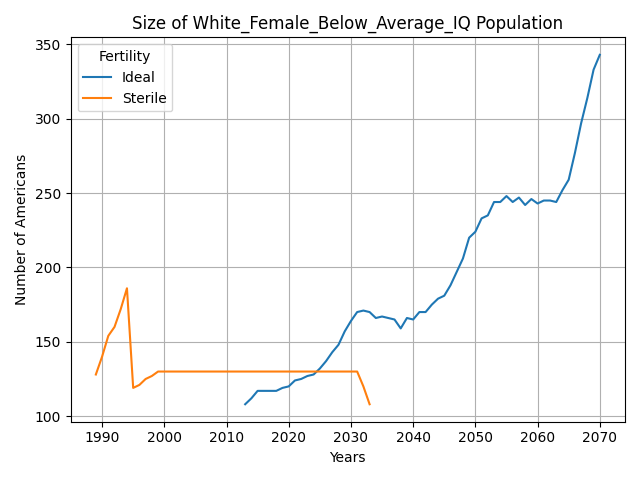 Size of White_Female_Below_Average_IQ Population
Number of Americans
350
300
250
200
150
100
Fertility
Ideal
Sterile
1990 2000 2010 2020 2030 2040 2050 2060 2070
Years